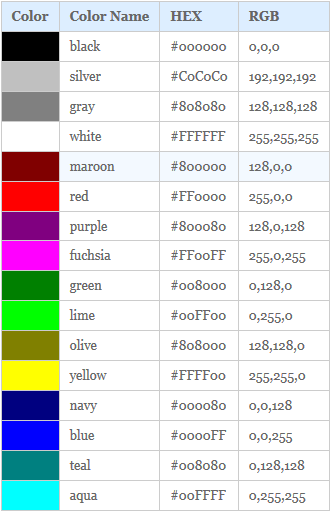 Color Color Name HEX RGB
black #000000 0,0,0
silver #C0C0C0 192,192,192
gray #808080 128,128,128
white #FFFFFF 255,255,255
maroon #800000 128,0,0
red #FF0000 255,0,0
purple #800080 128,0,128
fuchsia #FF00FF 255,0,255
green #008000 0,128,0
lime #00FF00 0,255,0
olive #808000 128,128,0
yellow #FFFF00 255,255,0
navy #000080 0,0,128
blue #0000FF 0,0,255
teal #008080 0,128,128
aqua #00FFFF 0,255,255